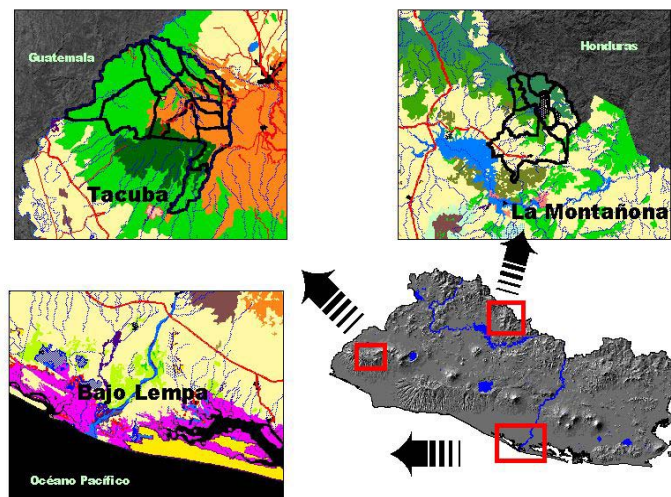 Guatemala
Tacuba
Honduras
La Montañona
Bajo Lempa
Océano Pacífico